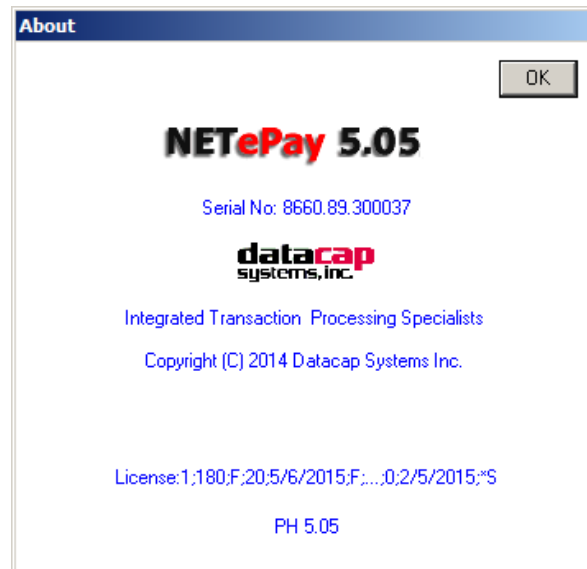 About
OK
NETePay 5.05
Serial No: 8660.89.300037
datacap
systems,inc.
Integrated Transaction  Processing Specialists
Copyright (C) 2014 Datacap Systems Inc.
License:1;180;F;20;5/6/2015;F;...;0;2/5/2015;*S
PH 5.05